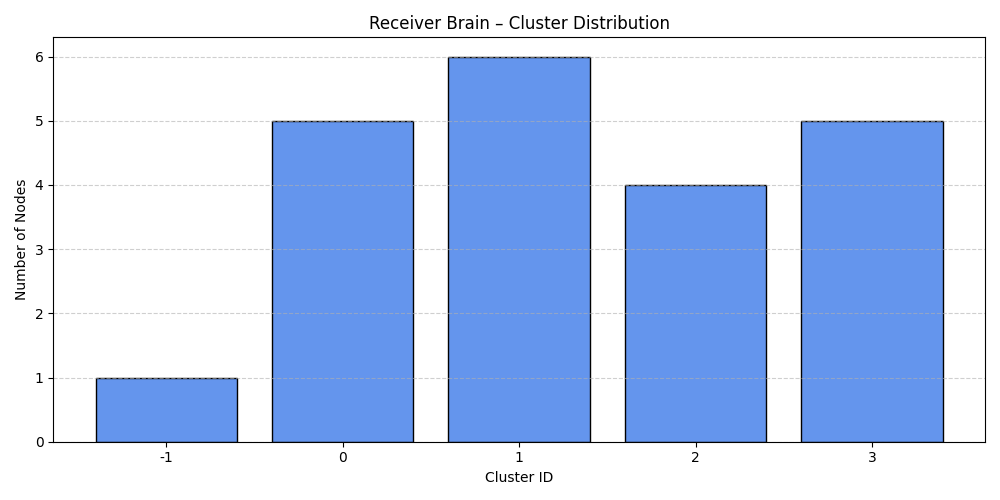 Receiver Brain – Cluster Distribution
Number of Nodes
6
5
4
3
2
1
0
-1 0 1 2 3
Cluster ID